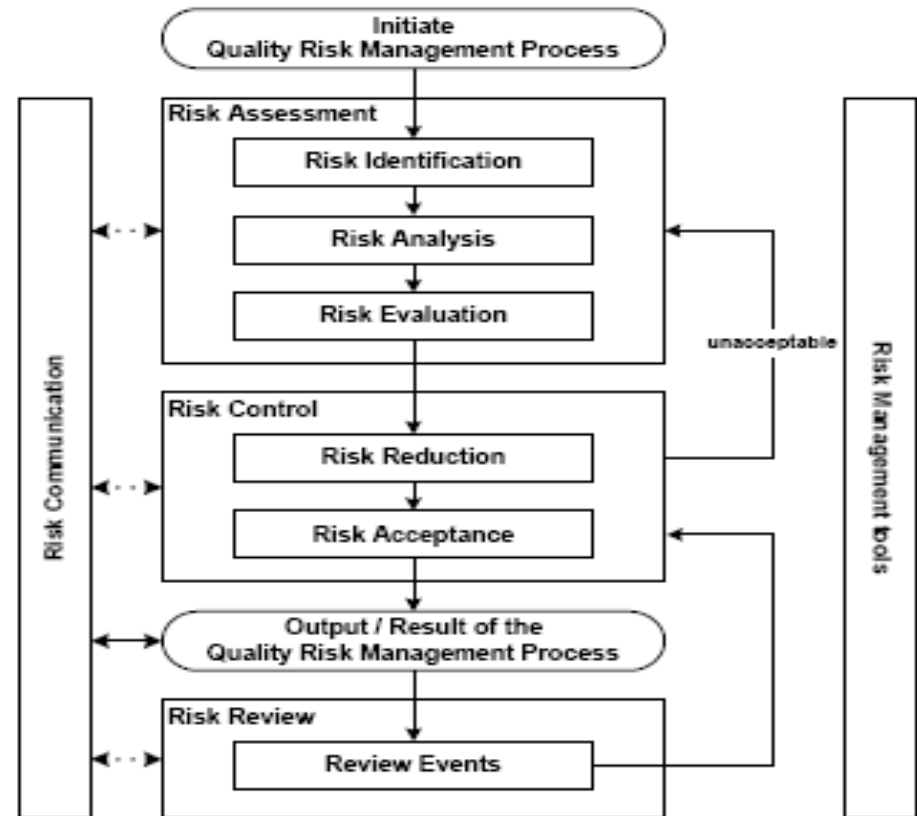 Initiate
Quality Risk Management Process
Risk Assessment
Risk Identification
Risk Analysis
Risk Evaluation
unacceptable
Risk Communication
Risk Management tools
Risk Control
Risk Reduction
Risk Acceptance
Output / Result of the
Quality Risk Management Process
Risk Review
Review Events